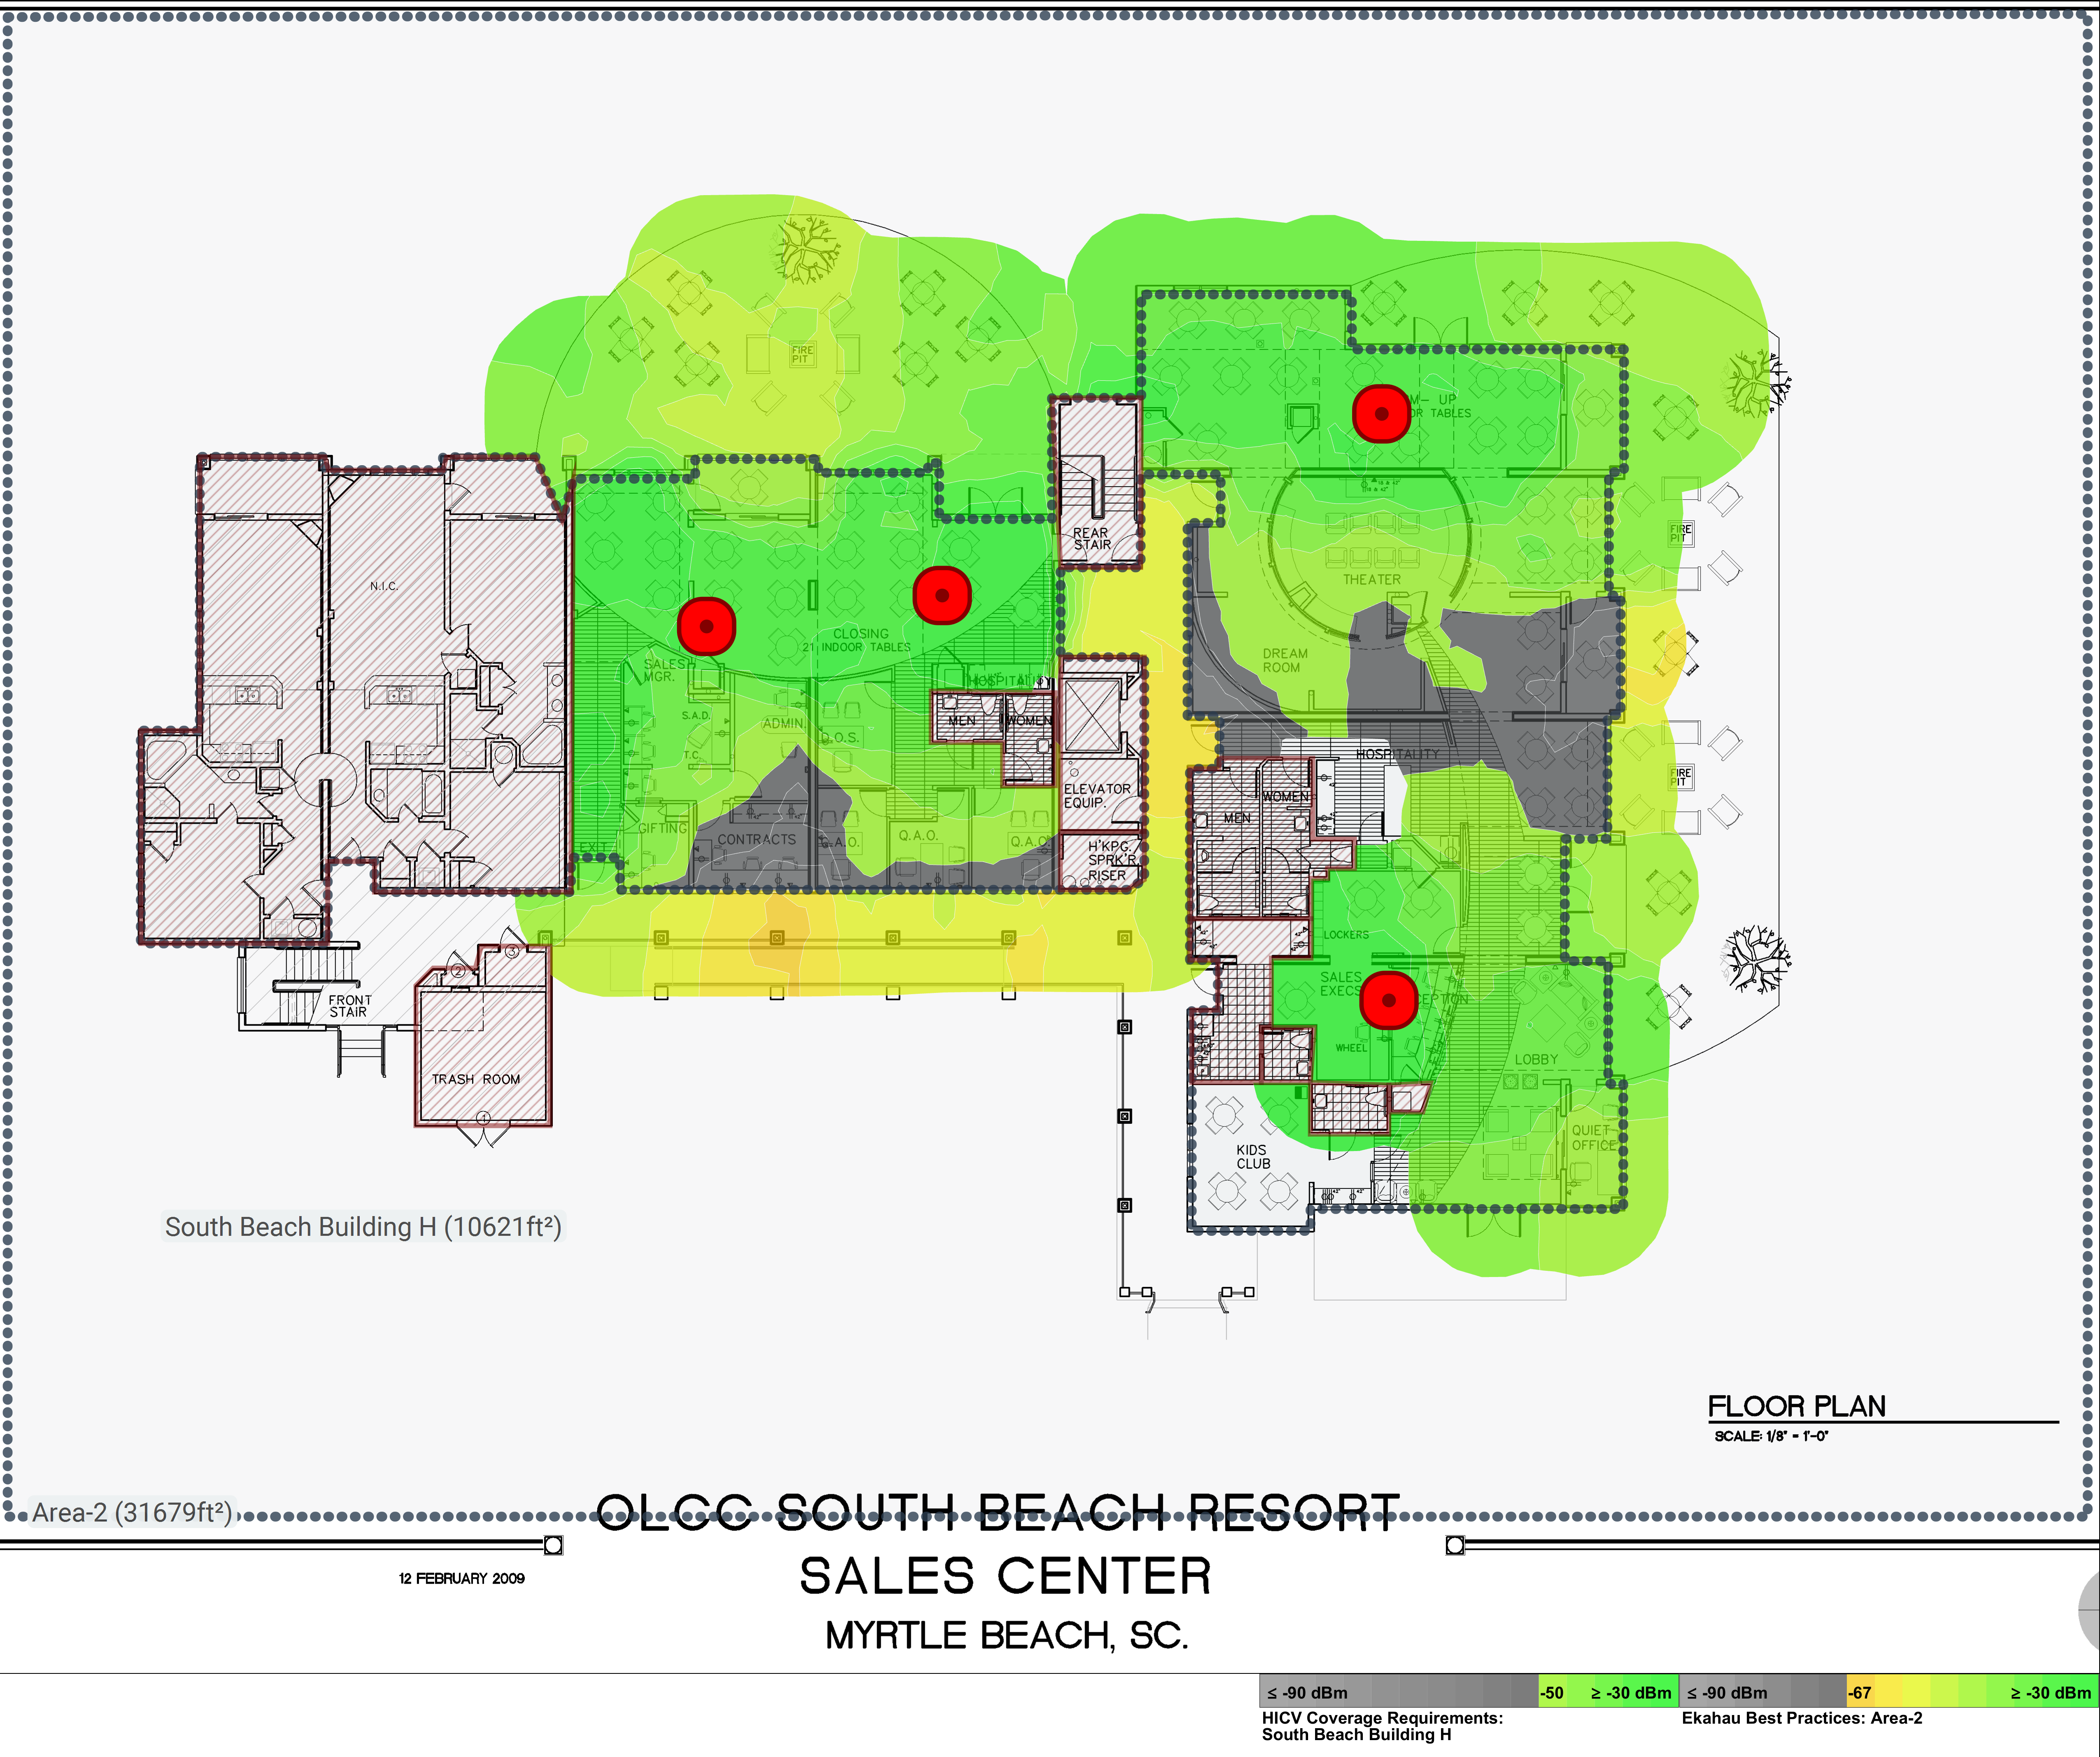 FIRE
PIT
M- UP
OR TABLES
REAR
STAIR
FIRE
PIT
N.I.C.
THEATER
CLOSING
21 INDOOR TABLES
DREAM
ROOM
SALES
MGR.
HOSPITALITY
S.A.D.
ADMIN.
MEN
WOMEN
T.C.
HOSPITALITY
FIRE
PIT
ELEVATOR
EQUIP.
WOMEN
MEN
GIFTING
CONTRACTS
Q.A.O.
Q.A.O.
EXIT
H'KPG.
SPRK'R
RISER
LOCKERS
SALES
EXECS
CEPTION
②
③
FRONT
STAIR
WHEEL
LOBBY
TRASH ROOM
①
QUIET
OFFICE
KIDS
CLUB
South Beach Building H (10621ft²)
FLOOR PLAN
SCALE: 1/8" = 1'-0"
Area-2 (31679ft²)
OLCC SOUTH BEACH RESORT
SALES CENTER
12 FEBRUARY 2009
MYRTLE BEACH, SC.
≤ -90 dBm -50 ≥ -30 dBm ≤ -90 dBm -67 ≥ -30 dBm
HICV Coverage Requirements:
South Beach Building H
Ekahau Best Practices: Area-2